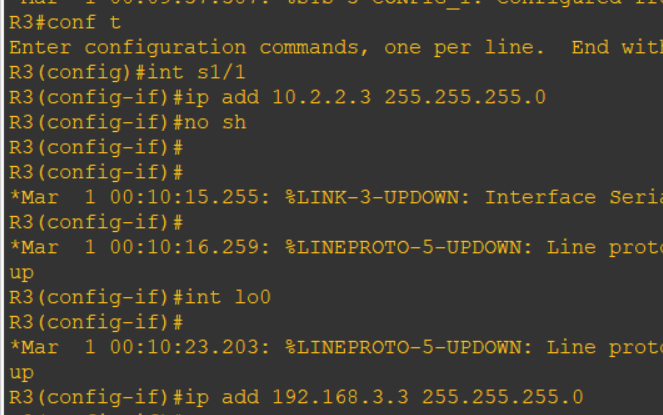 R3#conf t
Enter configuration commands, one per line.  End with
R3(config)#int s1/1
R3(config-if)#ip add 10.2.2.3 255.255.255.0
R3(config-if)#no sh
R3(config-if)#
R3(config-if)#
*Mar  1 00:10:15.255: %LINK-3-UPDOWN: Interface Seria
R3(config-if)#
*Mar  1 00:10:16.259: %LINEPROTO-5-UPDOWN: Line proto
up
R3(config-if)#int lo0
R3(config-if)#
*Mar  1 00:10:23.203: %LINEPROTO-5-UPDOWN: Line proto
up
R3(config-if)#ip add 192.168.3.3 255.255.255.0